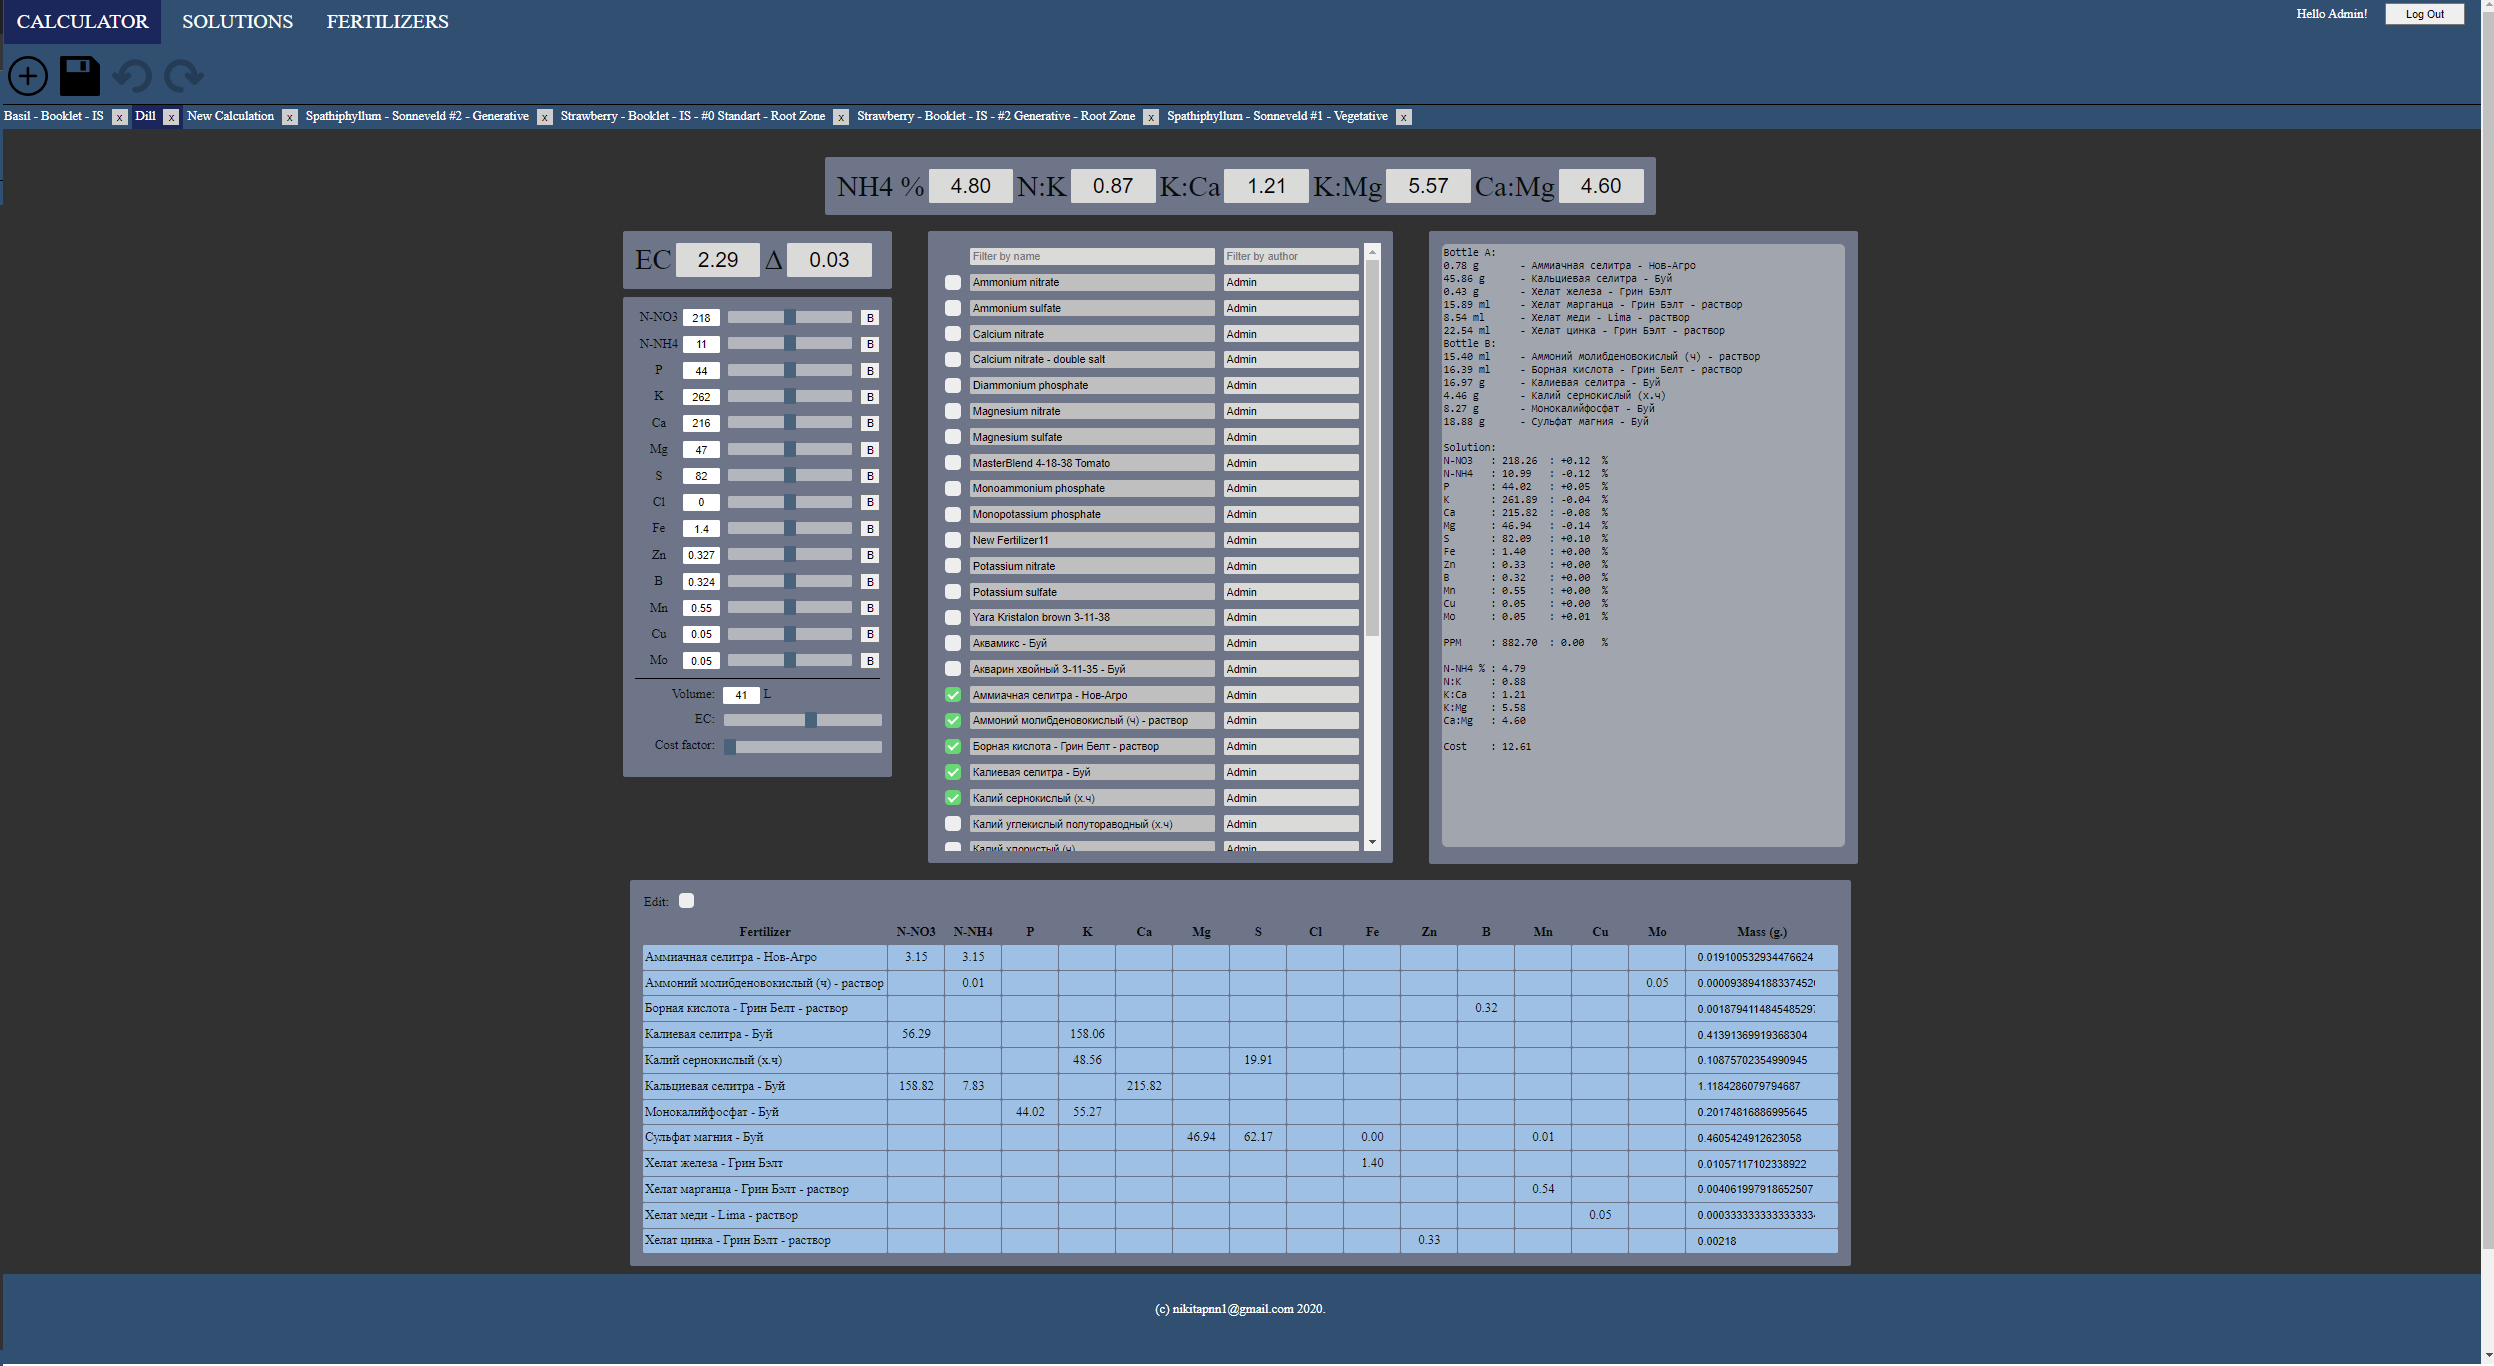 CALCULATOR SOLUTIONS FERTILIZERS
Hello Admin! Log Out
Basil - Booklet - IS x Dill x New Calculation x Spathiphyllum - Sonneveld #2 - Generative x Strawberry - Booklet - IS - #0 Standart - Root Zone x Strawberry - Booklet - IS - #2 Generative - Root Zone x Spathiphyllum - Sonneveld #1 - Vegetative x
NH4 % 4.80 N:K 0.87 K:Ca 1.21 K:Mg 5.57 Ca:Mg 4.60
EC 2.29 Δ 0.03
N-NO3 218 B
N-NH4 11 B
P 44 B
K 262 B
Ca 216 B
Mg 47 B
S 82 B
Cl 0 B
Fe 1.4 B
Zn 0.327 B
B 0.324 B
Mn 0.55 B
Cu 0.05 B
Mo 0.05 B
Volume: 41 L
EC:
Cost factor:
Filter by name Filter by author
Ammonium nitrate Admin
Ammonium sulfate Admin
Calcium nitrate Admin
Calcium nitrate - double salt Admin
Diammonium phosphate Admin
Magnesium nitrate Admin
Magnesium sulfate Admin
MasterBlend 4-18-38 Tomato Admin
Monoammonium phosphate Admin
Monopotassium phosphate Admin
New Fertilizer11 Admin
Potassium nitrate Admin
Potassium sulfate Admin
Yara Kristalon brown 3-11-38 Admin
Аквамикс - Буй Admin
Акварин хвойный 3-11-35 - Буй Admin
Аммиачная селитра - Нов-Агро Admin
Аммоний молибденовокислый (ч) - раствор Admin
Борная кислота - Грин Белт - раствор Admin
Калиевая селитра - Буй Admin
Калий сернокислый (х.ч) Admin
Калий углекислый полутораводный (х.ч) Admin
Калий хлористый (ч) Admin
Bottle A:
0.78 g - Аммиачная селитра - Нов-Агро
45.86 g - Кальциевая селитра - Буй
0.43 g - Хелат железа - Грин Бэлт
15.89 ml - Хелат марганца - Грин Бэлт - раствор
8.54 ml - Хелат меди - Lima - раствор
22.54 ml - Хелат цинка - Грин Бэлт - раствор
Bottle B:
15.40 ml - Аммоний молибденовокислый (ч) - раствор
16.39 ml - Борная кислота - Грин Белт - раствор
16.97 g - Калиевая селитра - Буй
4.46 g - Калий сернокислый (х.ч)
8.27 g - Монокалийфосфат - Буй
18.88 g - Сульфат магния - Буй
Solution:
N-NO3 : 218.26 : +0.12 %
N-NH4 : 10.99 : -0.12 %
P : 44.02 : +0.05 %
K : 261.89 : -0.04 %
Ca : 215.82 : -0.08 %
Mg : 46.94 : -0.14 %
S : 82.09 : +0.10 %
Fe : 1.40 : +0.00 %
Zn : 0.33 : +0.00 %
B : 0.32 : +0.00 %
Mn : 0.55 : +0.00 %
Cu : 0.05 : +0.00 %
Mo : 0.05 : +0.01 %
PPM : 882.70 : 0.00 %
N-NH4 % : 4.79
N:K : 0.88
K:Ca : 1.21
K:Mg : 5.58
Ca:Mg : 4.60
Cost : 12.61
Edit:
Fertilizer N-NO3 N-NH4 P K Ca Mg S Cl Fe Zn B Mn Cu Mo Mass (g.)
Аммиачная селитра - Нов-Агро 3.15 3.15 0.019100532934476624
Аммоний молибденовокислый (ч) - раствор 0.01 0.05 0.000093894188337452
Борная кислота - Грин Белт - раствор 0.32 0.001879411484548529
Калиевая селитра - Буй 56.29 158.06 0.41391369919368304
Калий сернокислый (х.ч) 48.56 19.91 0.10875702354990945
Кальциевая селитра - Буй 158.82 7.83 215.82 1.1184286079794687
Монокалийфосфат - Буй 44.02 55.27 0.20174816886995645
Сульфат магния - Буй 46.94 62.17 0.00 0.01 0.4605424912623058
Хелат железа - Грин Бэлт 1.40 0.01057117102338922
Хелат марганца - Грин Бэлт - раствор 0.54 0.004061997918652507
Хелат меди - Lima - раствор 0.05 0.000333333333333333
Хелат цинка - Грин Бэлт - раствор 0.33 0.00218
(c) nikitapnn1@gmail.com 2020.